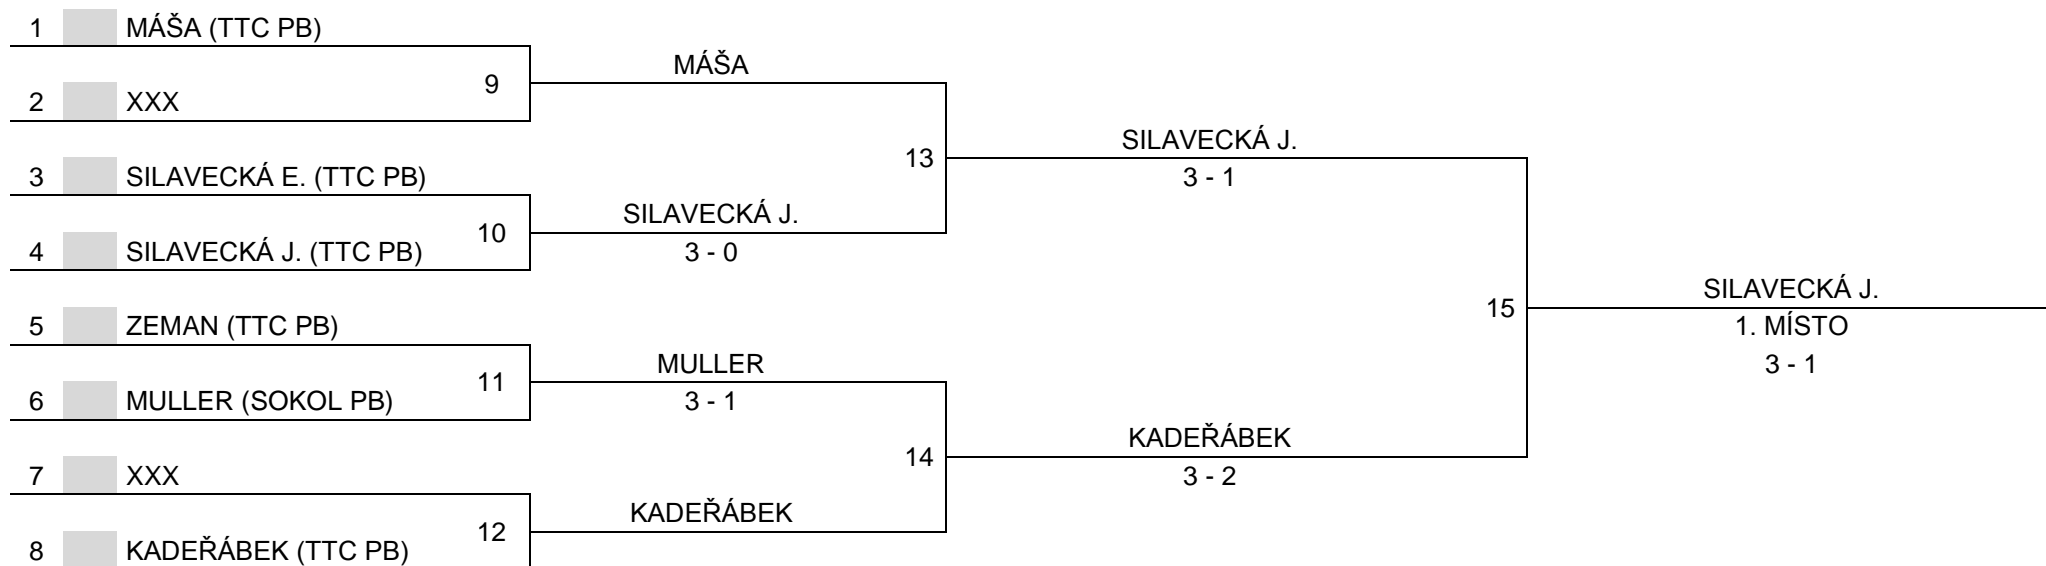 1 MÁŠA (TTC PB)
MÁŠA
9
2 XXX
SILAVECKÁ J.
13
3 SILAVECKÁ E. (TTC PB)
3 - 1
SILAVECKÁ J.
10
4 SILAVECKÁ J. (TTC PB)
3 - 0
SILAVECKÁ J.
15
5 ZEMAN (TTC PB)
1. MÍSTO
MULLER
3 - 1
11
6 MULLER (SOKOL PB)
3 - 1
KADEŘÁBEK
14
7 XXX
3 - 2
KADEŘÁBEK
12
8 KADEŘÁBEK (TTC PB)